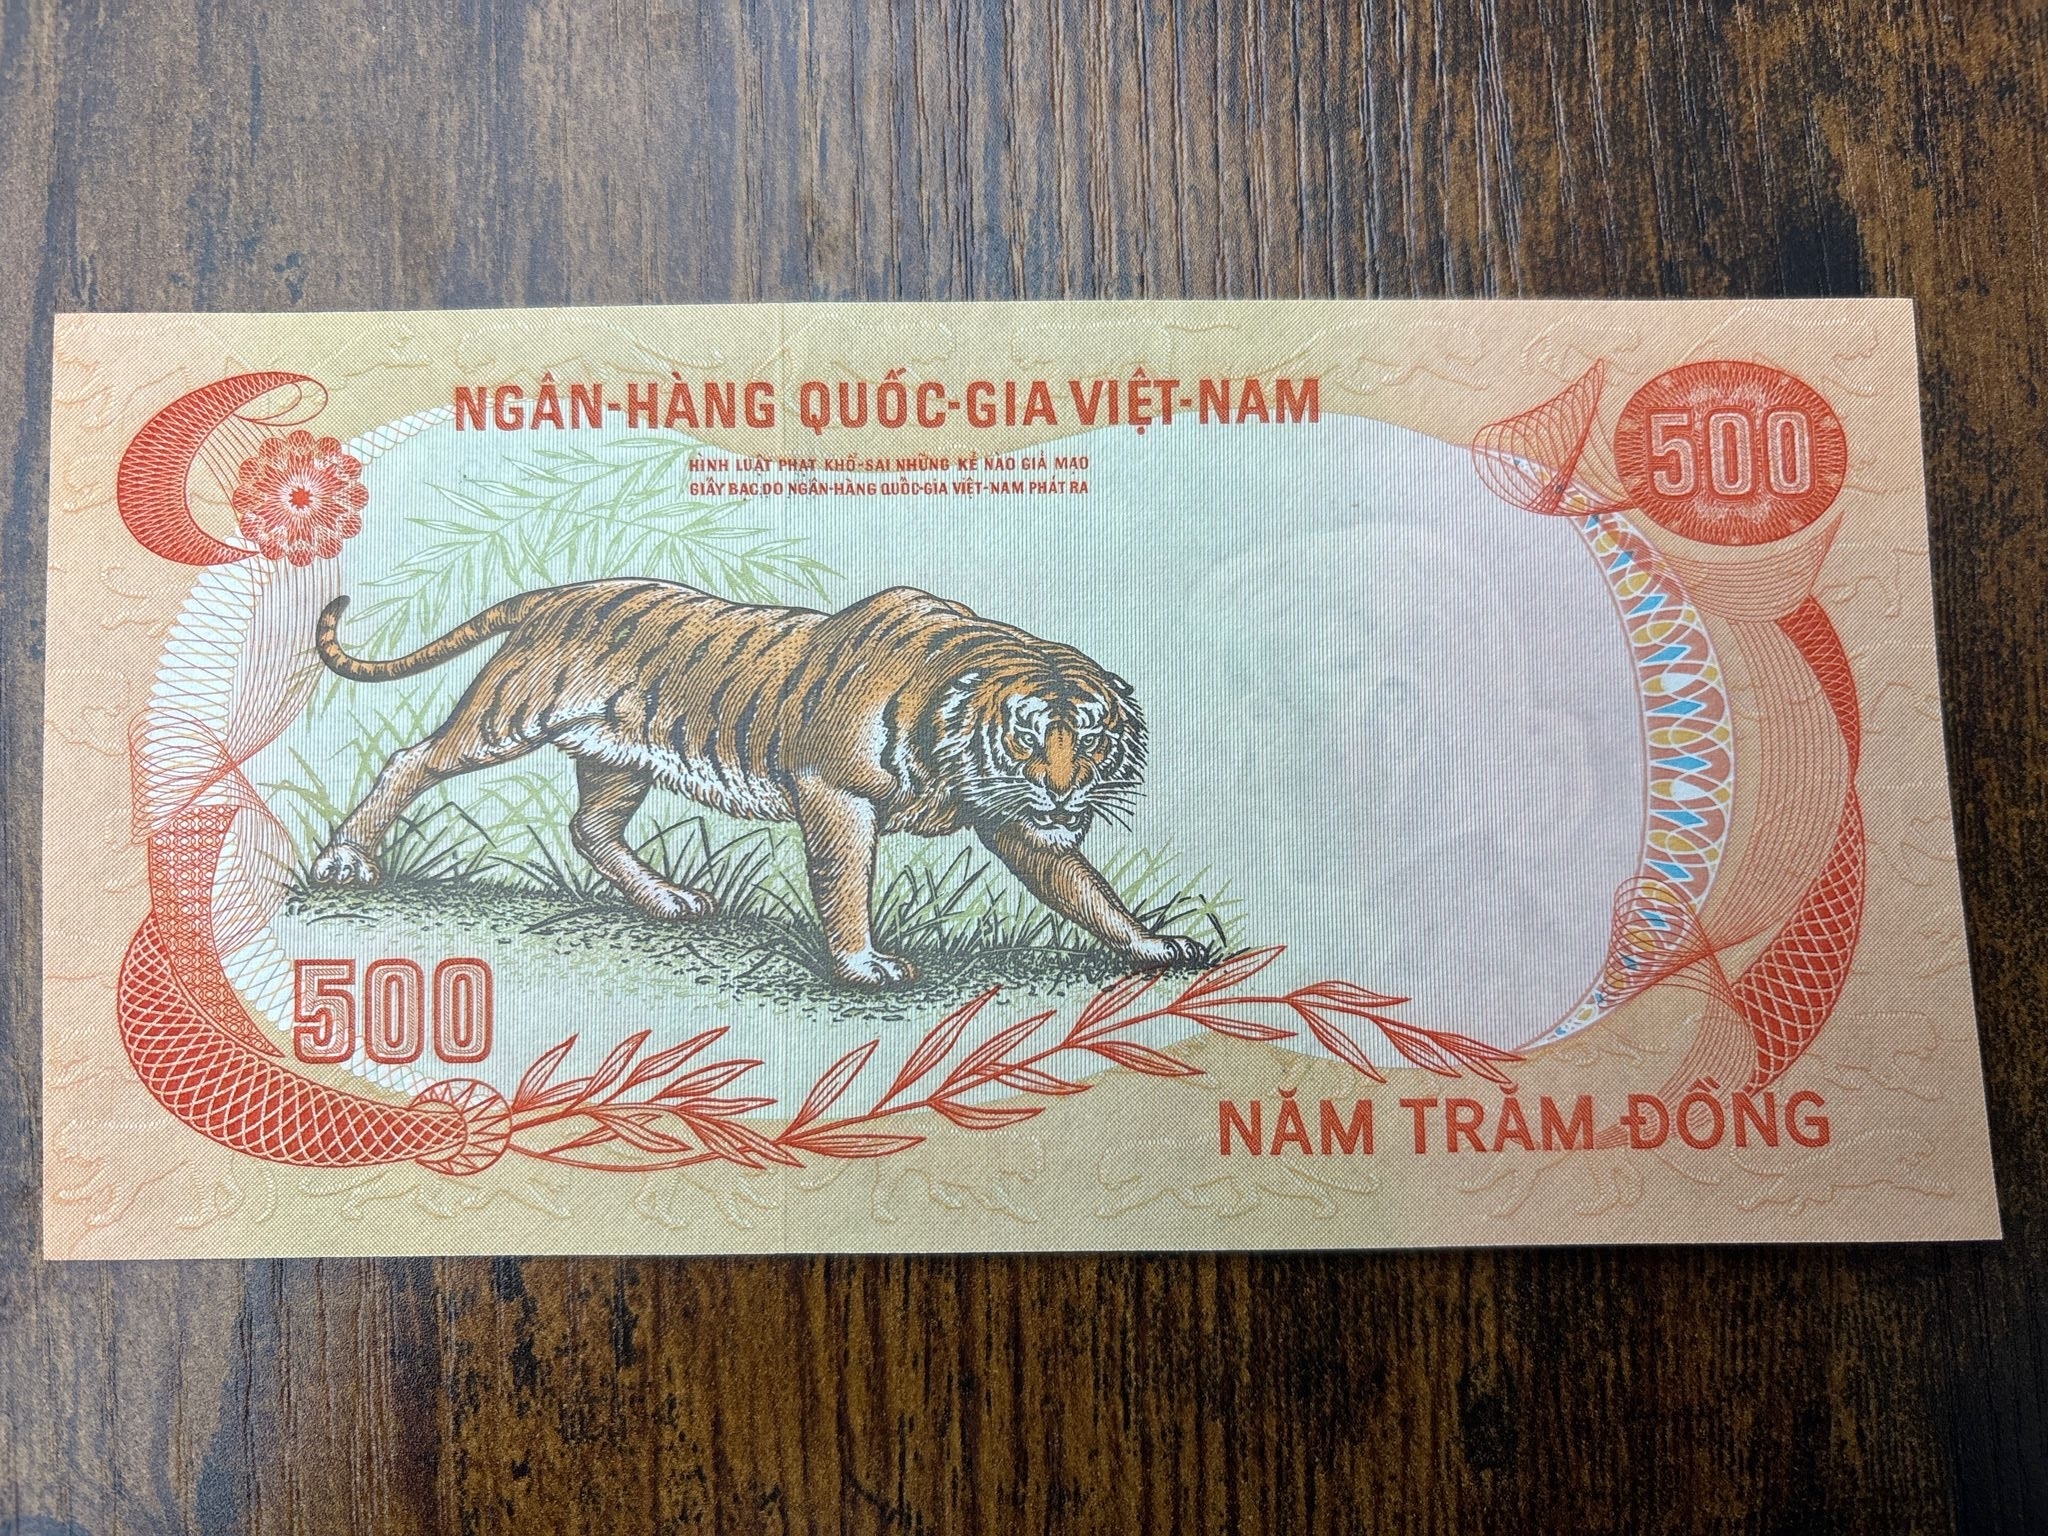 NGÂN-HÀNG QUỐC-GIA VIỆT-NAM
500
HÌNH LUẬT PHẠT KHỔ-SAI NHỮNG KẺ NÀO GIẢ MẠO
GIẤY BẠC DO NGÂN-HÀNG QUỐC-GIA VIỆT-NAM PHÁT RA
500
NĂM TRĂM ĐỒNG